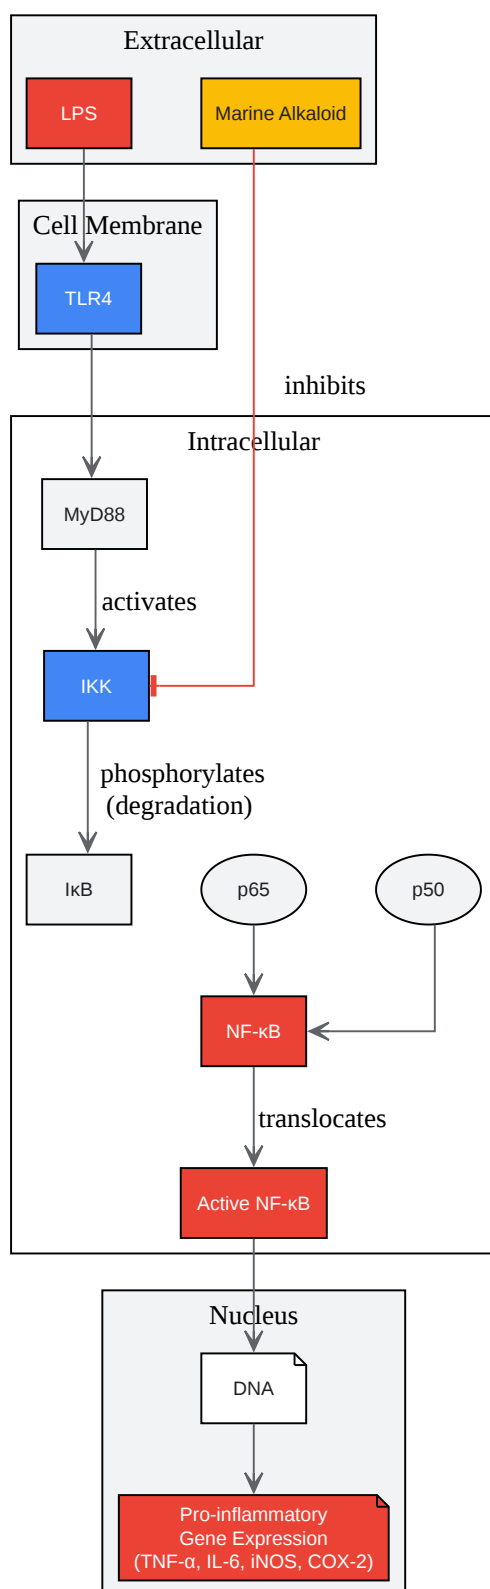 Extracellular
LPS
Marine Alkaloid
Cell Membrane
TLR4
inhibits
Intracellular
MyD88
activates
IKK
phosphorylates
(degradation)
IκB
p65
p50
NF-κB
translocates
Active NF-κB
Nucleus
DNA
Pro-inflammatory
Gene Expression
(TNF-α, IL-6, iNOS, COX-2)